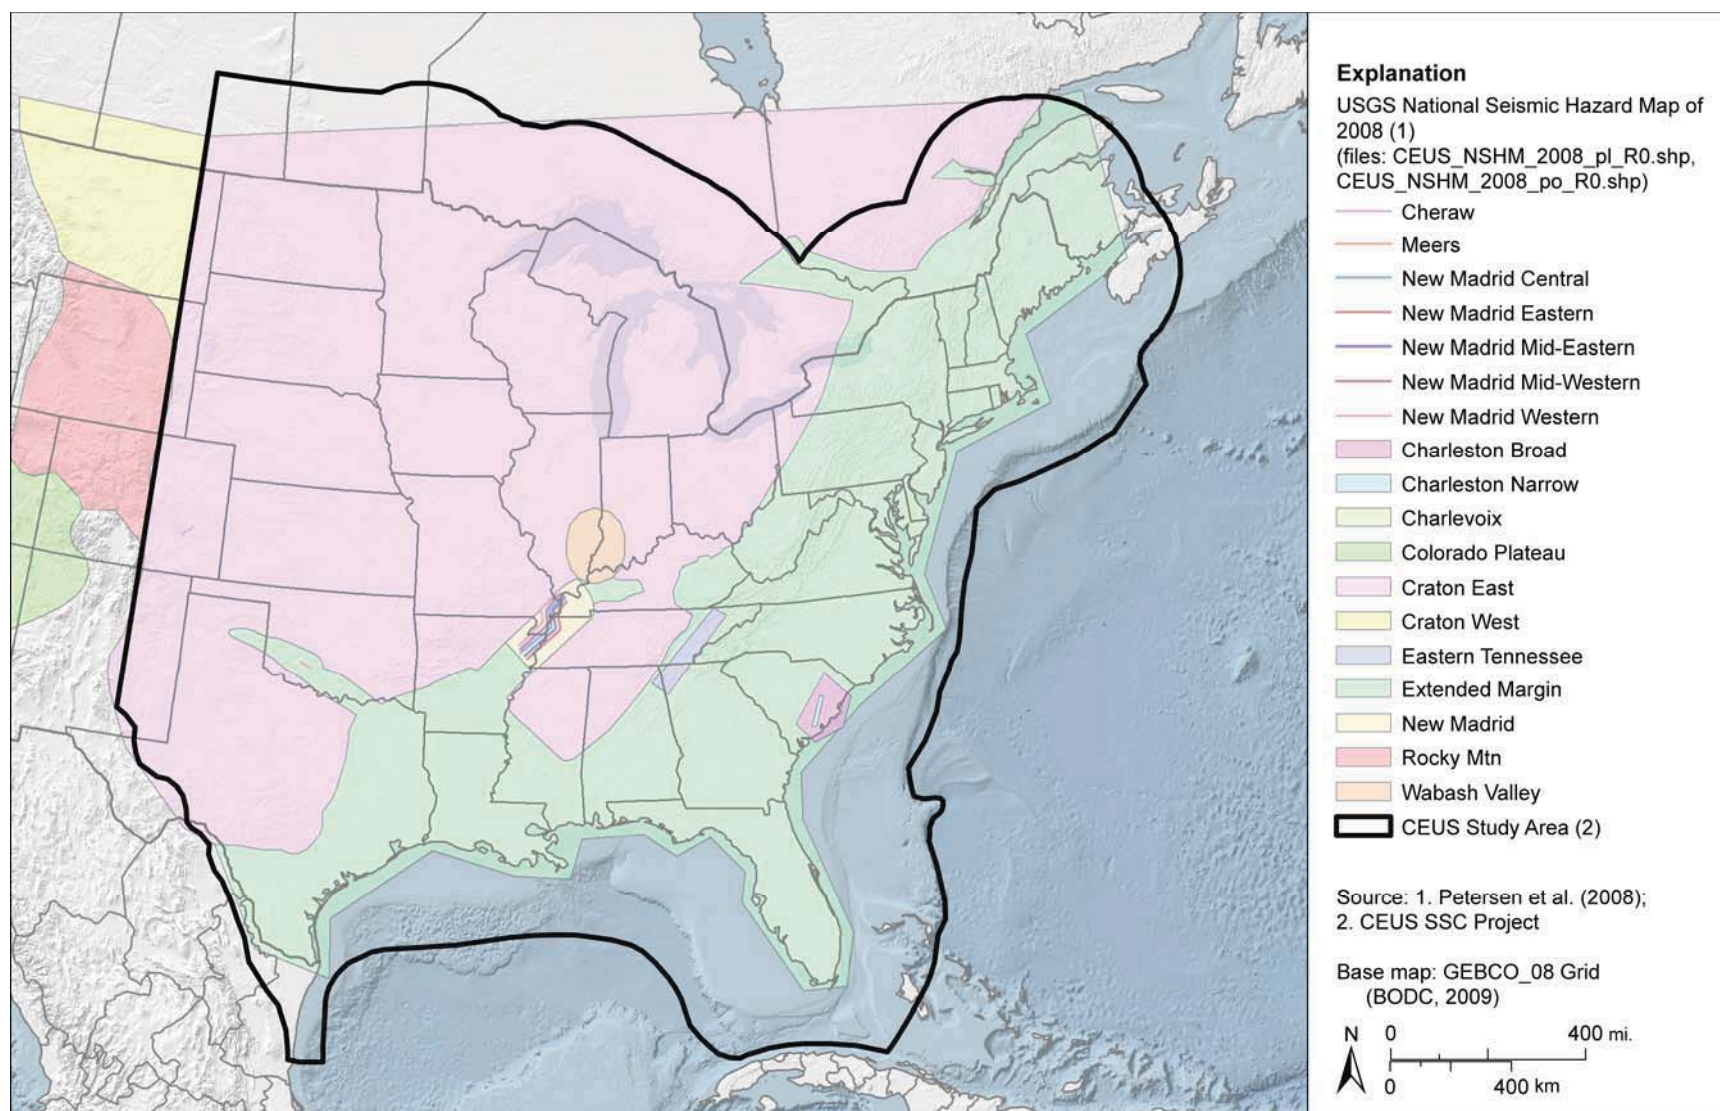 Explanation
USGS National Seismic Hazard Map of
2008 (1)
(files: CEUS_NSHM_2008_pl_R0.shp,
CEUS_NSHM_2008_po_R0.shp)
Cheraw
Meers
New Madrid Central
New Madrid Eastern
New Madrid Mid-Eastern
New Madrid Mid-Western
New Madrid Western
Charleston Broad
Charleston Narrow
Charlevoix
Colorado Plateau
Craton East
Craton West
Eastern Tennessee
Extended Margin
New Madrid
Rocky Mtn
Wabash Valley
CEUS Study Area (2)
Source: 1. Petersen et al. (2008);
2. CEUS SSC Project
Base map: GEBCO_08 Grid
(BODC, 2009)
N
0 400 mi.
0 400 km